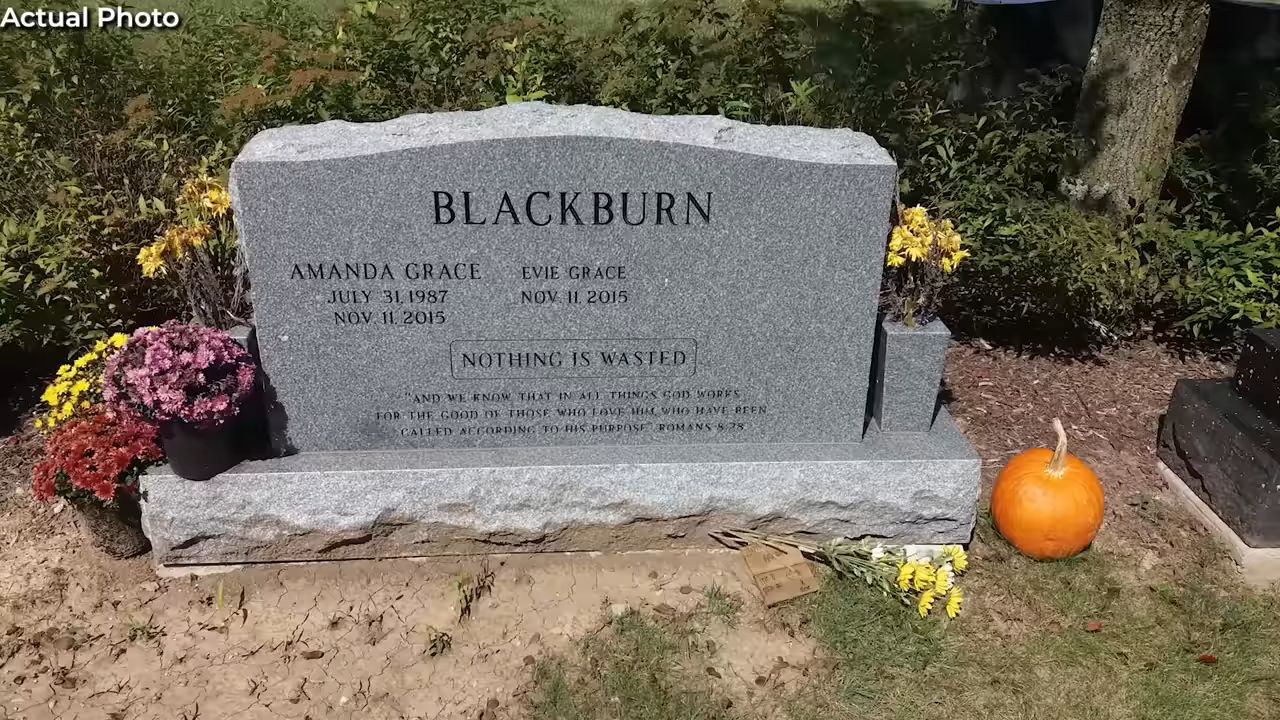 Actual Photo
BLACKBURN
AMANDA GRACE EVIE GRACE
JULY 31, 1987 NOV. 11, 2015
NOV. 11, 2015
NOTHING IS WASTED
"AND WE KNOW THAT IN ALL THINGS GOD WORKS
FOR THE GOOD OF THOSE WHO LOVE HIM, WHO HAVE BEEN
CALLED ACCORDING TO HIS PURPOSE" ROMANS 8:28